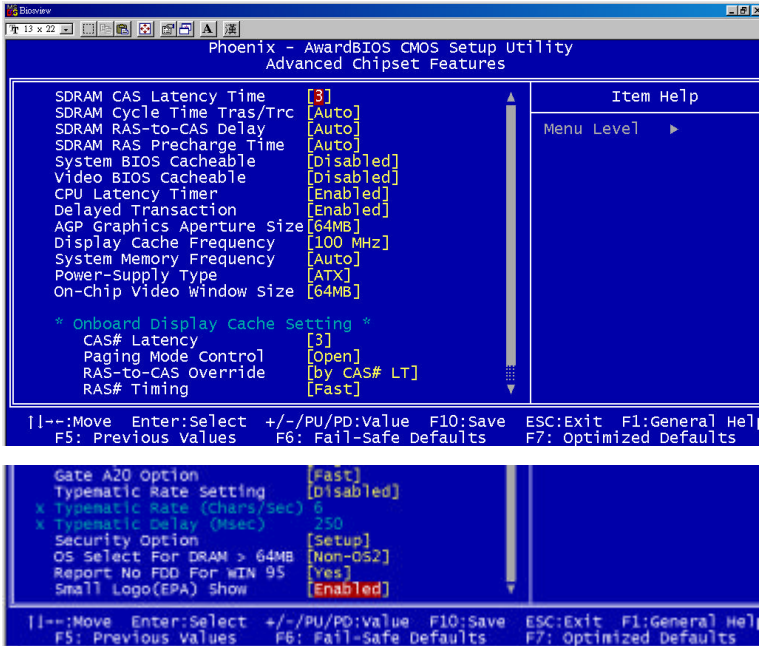 Biosview
13 x 22
A 漢
Phoenix - AwardBIOS CMOS Setup Utility
Advanced Chipset Features
SDRAM CAS Latency Time [3]
SDRAM Cycle Time Tras/Trc [Auto]
SDRAM RAS-to-CAS Delay [Auto]
SDRAM RAS Precharge Time [Auto]
System BIOS Cacheable [Disabled]
Video BIOS Cacheable [Disabled]
CPU Latency Timer [Enabled]
Delayed Transaction [Enabled]
AGP Graphics Aperture Size[64MB]
Display Cache Frequency [100 MHz]
System Memory Frequency [Auto]
Power-Supply Type [ATX]
On-Chip Video Window Size [64MB]
* Onboard Display Cache Setting *
CAS# Latency [3]
Paging Mode Control [Open]
RAS-to-CAS Override [by CAS# LT]
RAS# Timing [Fast]
Item Help
Menu Level ▶
↑↓→←:Move Enter:Select +/-/PU/PD:Value F10:Save ESC:Exit F1:General Help
F5: Previous Values F6: Fail-Safe Defaults F7: Optimized Defaults
Gate A20 Option [Fast]
Typematic Rate Setting [Disabled]
x Typematic Rate (Chars/Sec) 6
x Typematic Delay (Msec) 250
Security Option [Setup]
OS Select For DRAM > 64MB [Non-OS2]
Report No FDD For WIN 95 [Yes]
Small Logo(EPA) Show [Enabled]
↑↓→←:Move Enter:Select +/-/PU/PD:Value F10:Save ESC:Exit F1:General Help
F5: Previous Values F6: Fail-Safe Defaults F7: Optimized Defaults